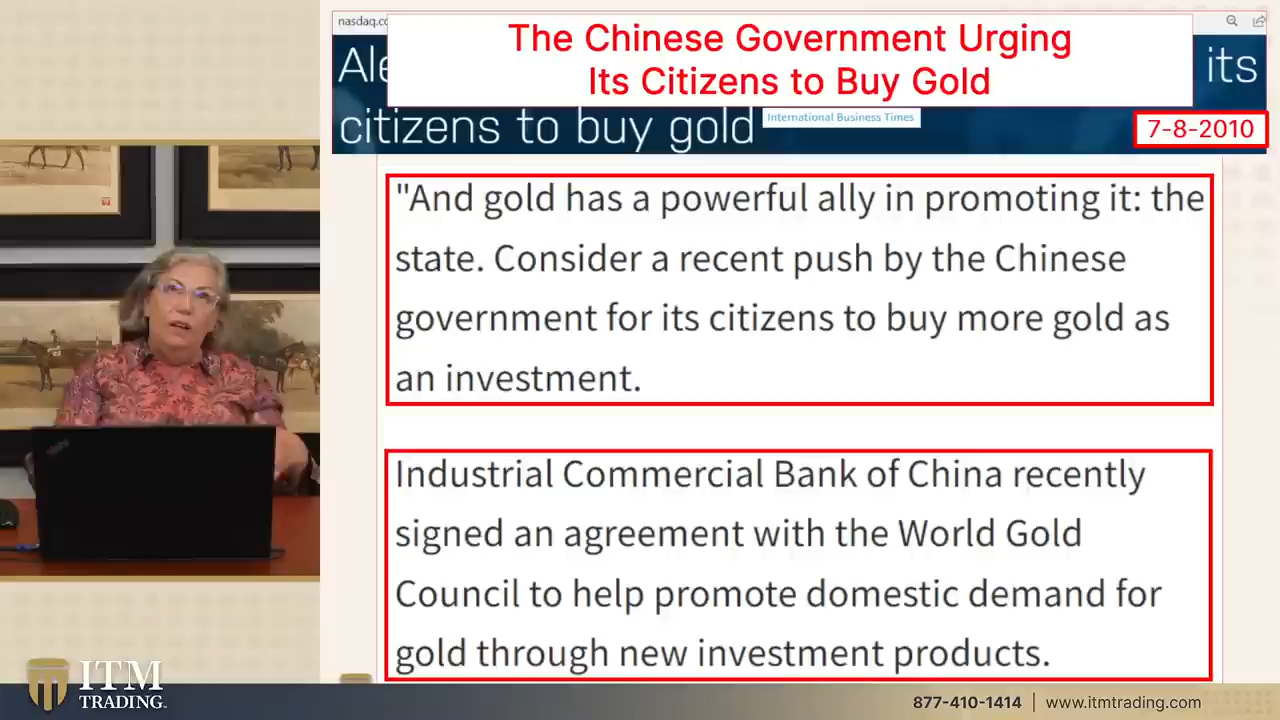 nasdaq.co
The Chinese Government Urging
Its Citizens to Buy Gold
its
citizens to buy gold
International Business Times
7-8-2010
"And gold has a powerful ally in promoting it: the
state. Consider a recent push by the Chinese
government for its citizens to buy more gold as
an investment.
Industrial Commercial Bank of China recently
signed an agreement with the World Gold
Council to help promote domestic demand for
gold through new investment products.
ITM
TRADING
877-410-1414 | www.itmtrading.com